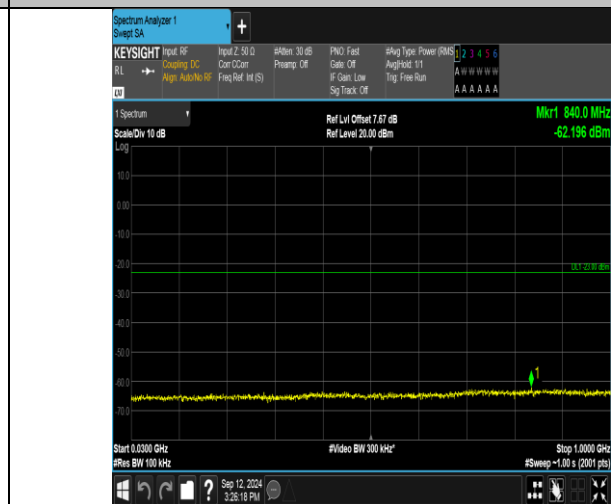 Spectrum Analyzer 1
Swept SA
+
KEYSIGHT Input: RF Input Z: 50 Ω #Atten: 30 dB PNO: Fast #Avg Type: Power (RMS 1 2 3 4 5 6
RL Coupling: DC Corr CCorr Preamp: Off Gate: Off Avg|Hold: 1/1 A W W W W W
Align: Auto/No RF Freq Ref: Int (S) IF Gain: Low Trig: Free Run
LXI Sig Track: Off A A A A A A
1 Spectrum Ref Lvl Offset 7.67 dB Mkr1 840.0 MHz
Scale/Div 10 dB Ref Level 20.00 dBm -62.196 dBm
Log
10.0
0.00
-10.0
-20.0
DL1 -23.00 dBm
-30.0
-40.0
-50.0
-60.0
1
-70.0
Start 0.0300 GHz #Video BW 300 kHz* Stop 1.0000 GHz
#Res BW 100 kHz #Sweep ~1.00 s (2001 pts)
? Sep 12, 2024
3:26:18 PM